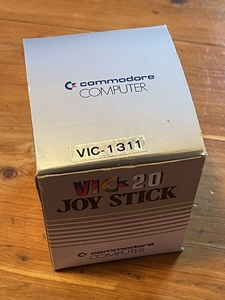 commodore
COMPUTER
VIC-1311
VIC-20
JOY STICK
commodore
COMPUTER